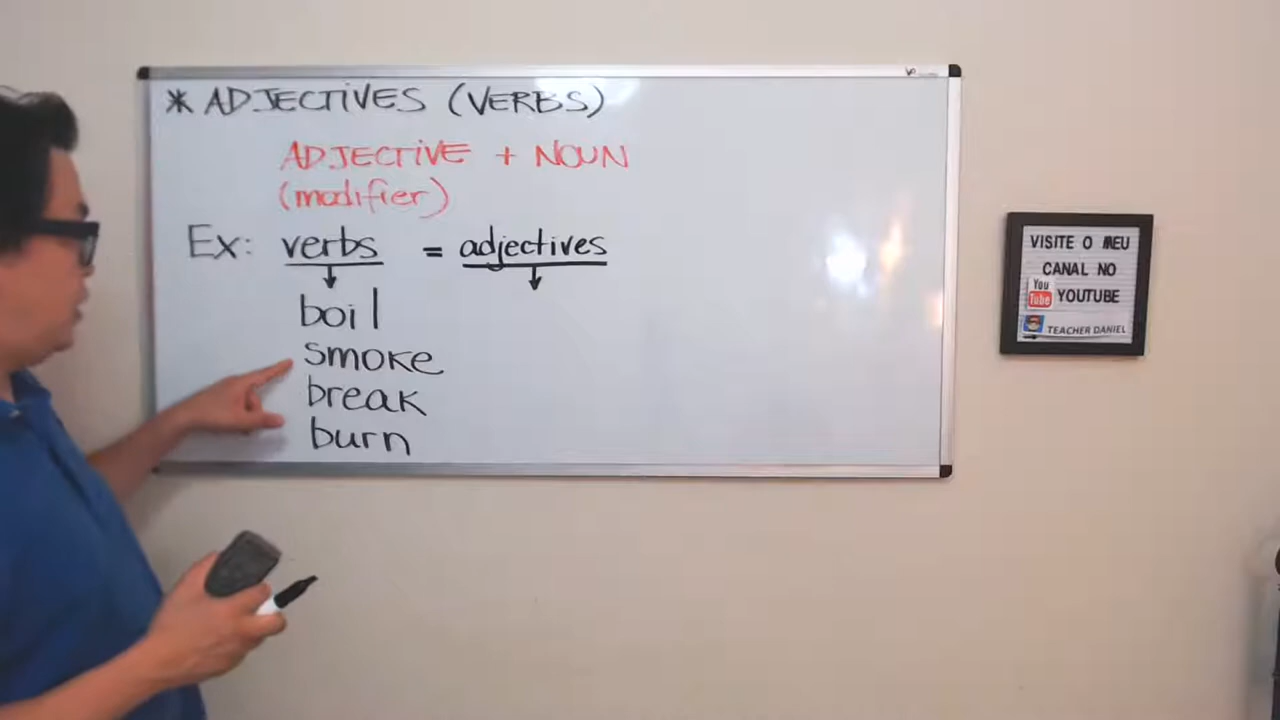 * ADJECTIVES (VERBS)
ADJECTIVE + NOUN
(modifier)
Ex: verbs = adjectives
boil
smoke
break
burn
VISITE O MEU
CANAL NO
You
Tube YOUTUBE
TEACHER DANIEL